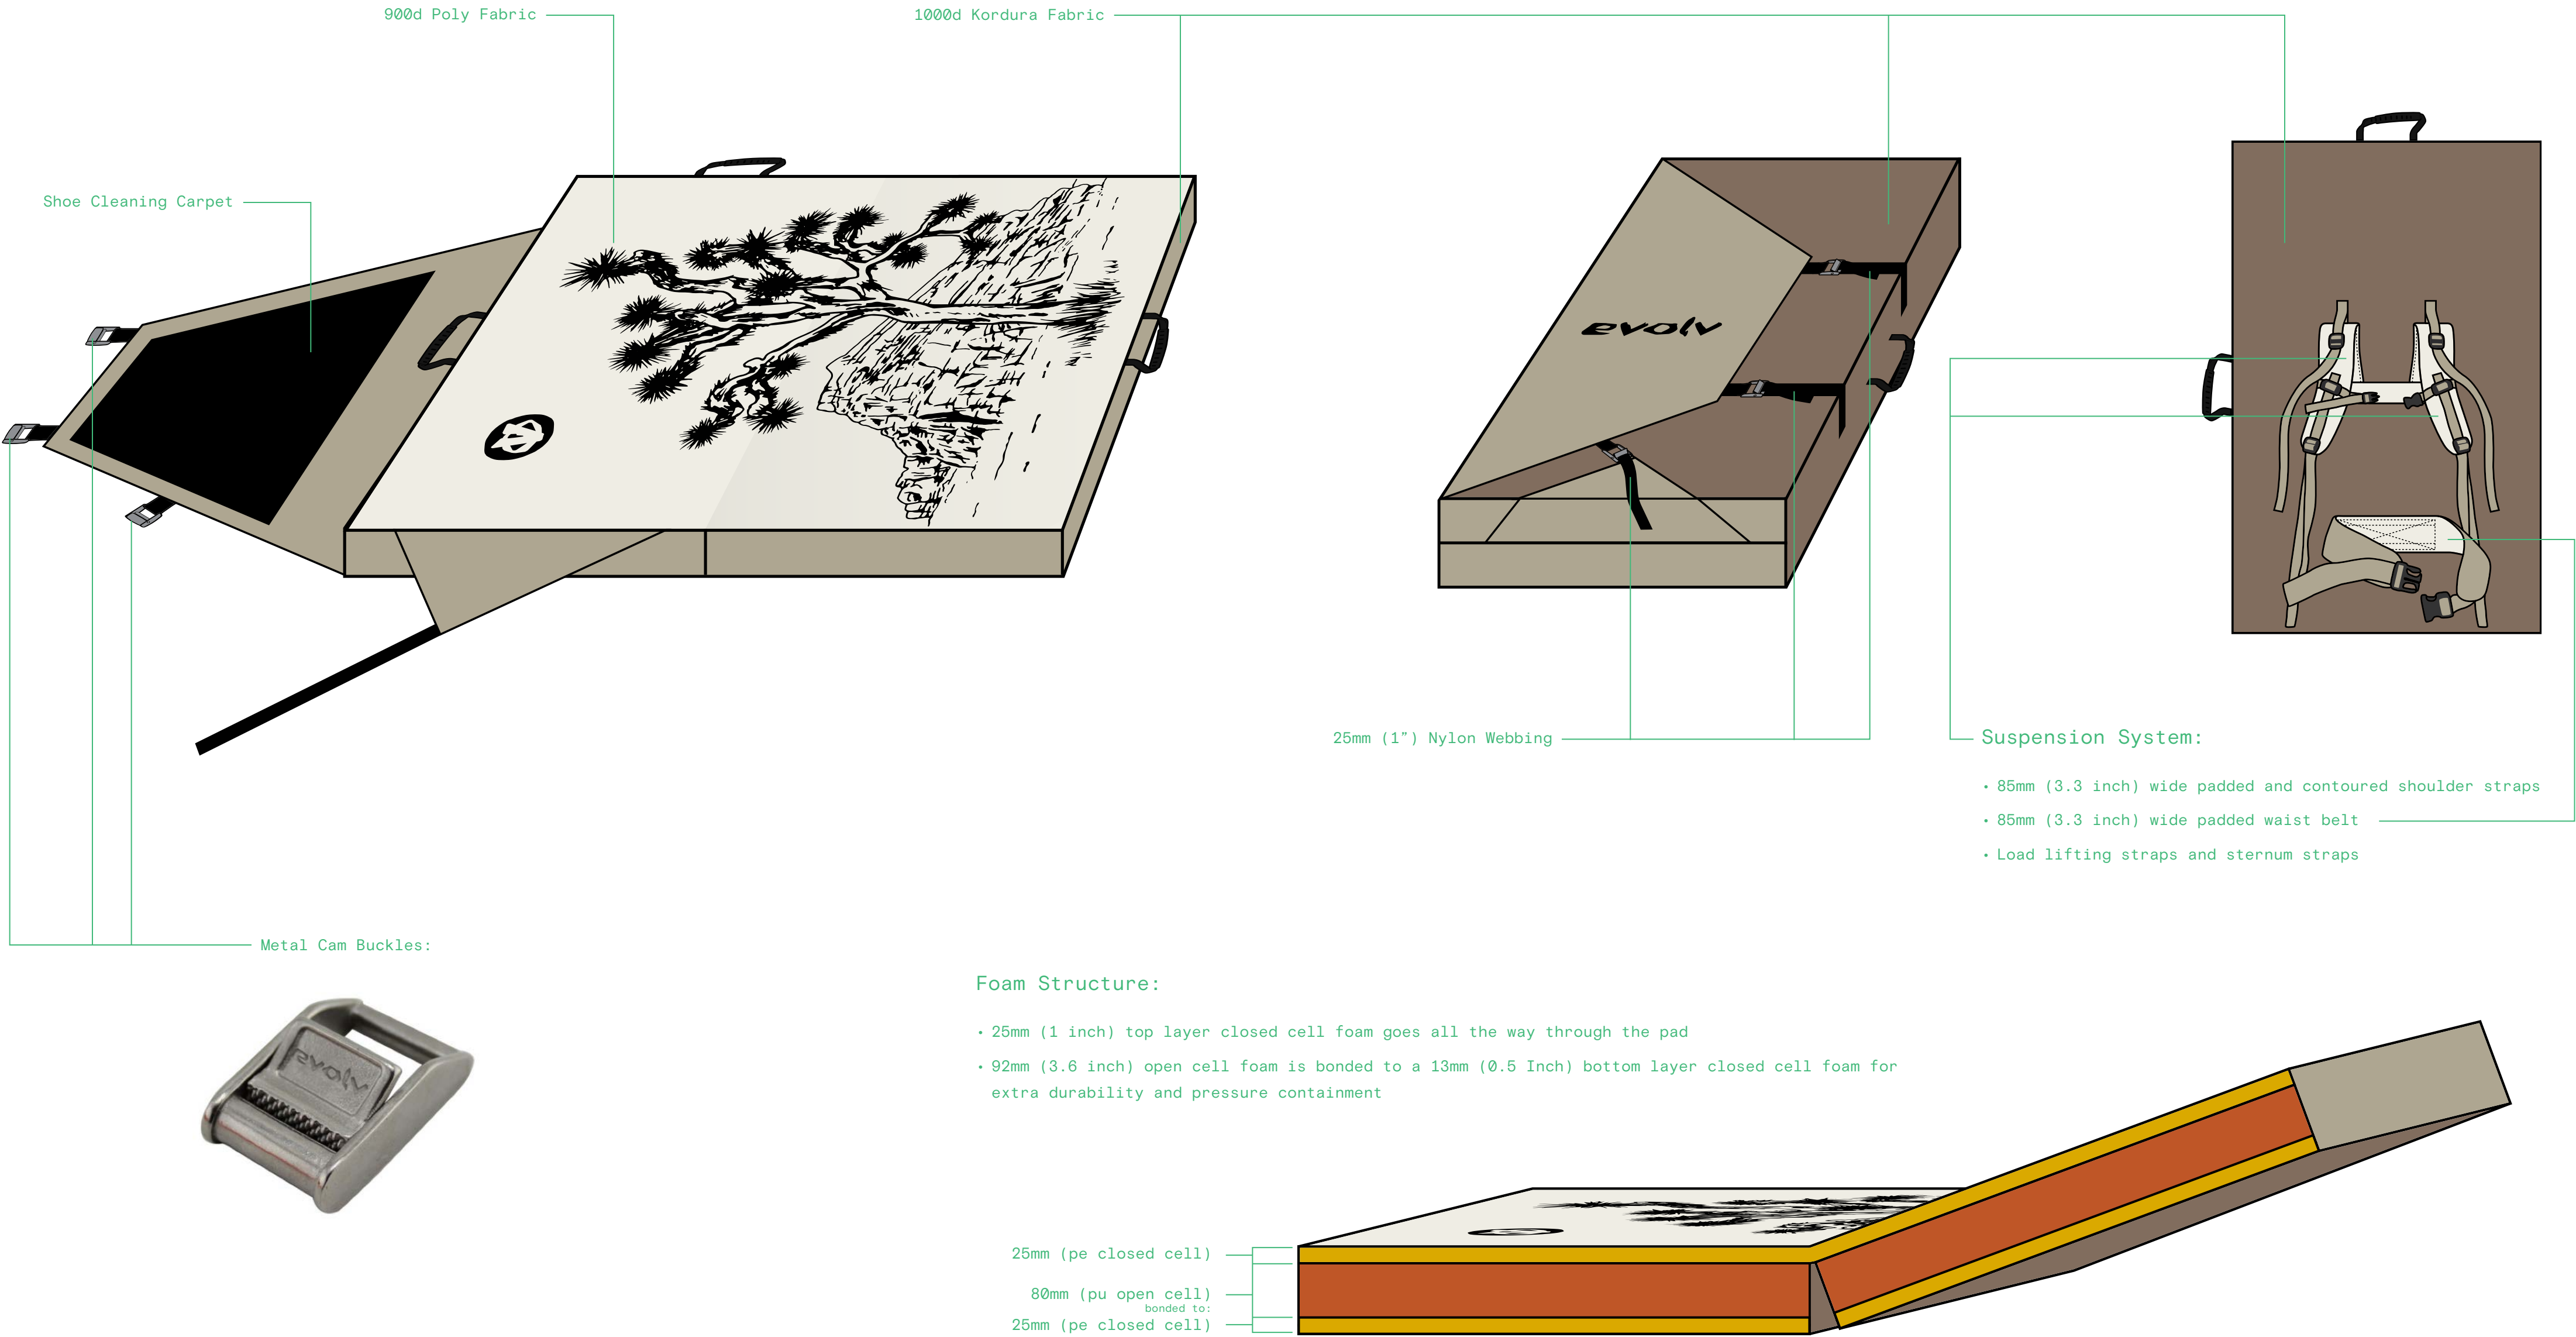 900d Poly Fabric
1000d Kordura Fabric
Shoe Cleaning Carpet
evolv
25mm (1”) Nylon Webbing
Suspension System:
• 85mm (3.3 inch) wide padded and contoured shoulder straps
• 85mm (3.3 inch) wide padded waist belt
• Load lifting straps and sternum straps
Metal Cam Buckles:
evolv
Foam Structure:
• 25mm (1 inch) top layer closed cell foam goes all the way through the pad
• 92mm (3.6 inch) open cell foam is bonded to a 13mm (0.5 Inch) bottom layer closed cell foam for
extra durability and pressure containment
25mm (pe closed cell)
80mm (pu open cell)
bonded to:
25mm (pe closed cell)